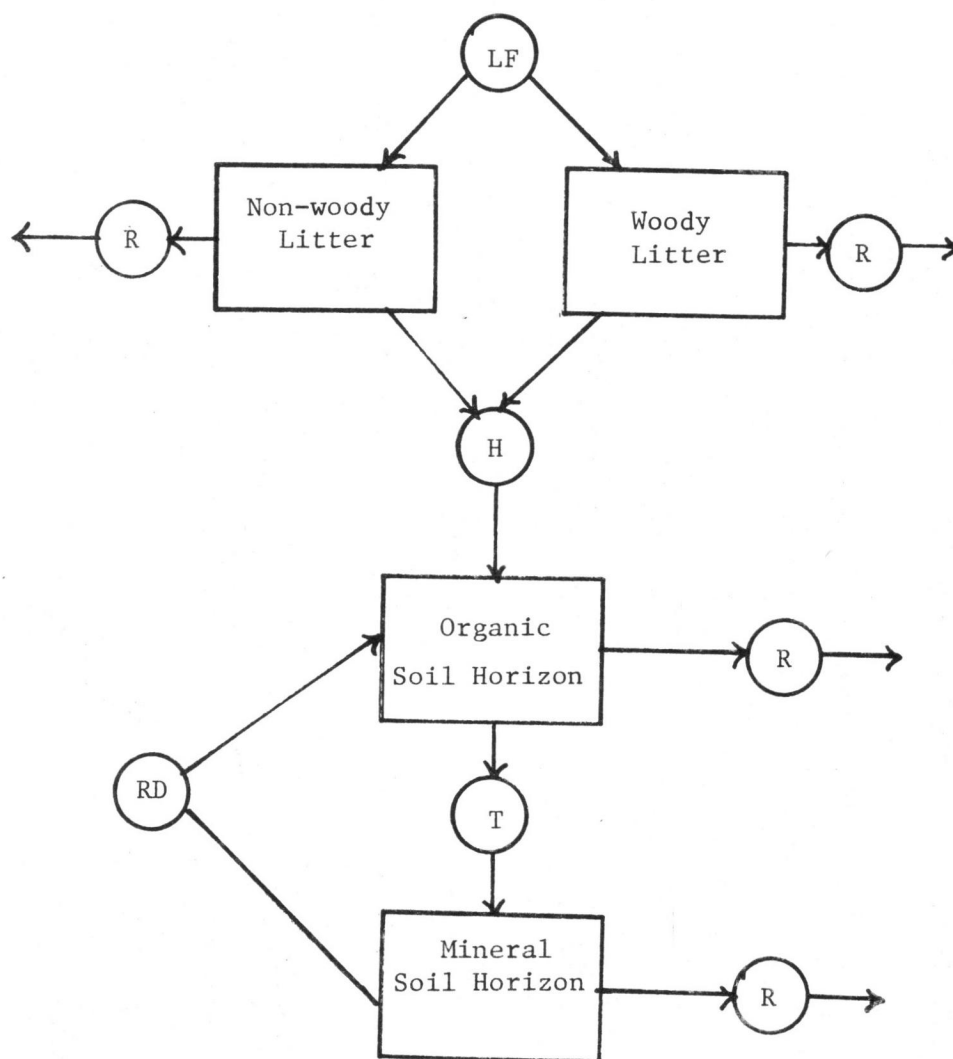 LF
Non-woody
Litter
Woody
Litter
R
R
H
Organic
Soil Horizon
R
RD
T
Mineral
Soil Horizon
R